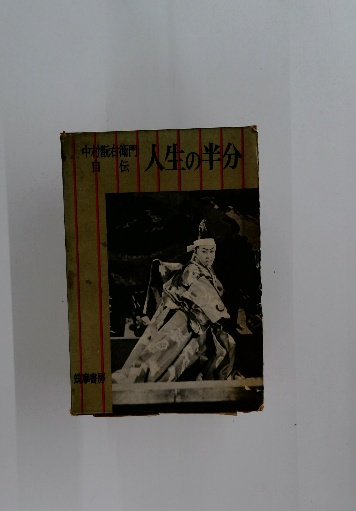 中村翫右衛門
自伝
人生の半分
筑摩書房